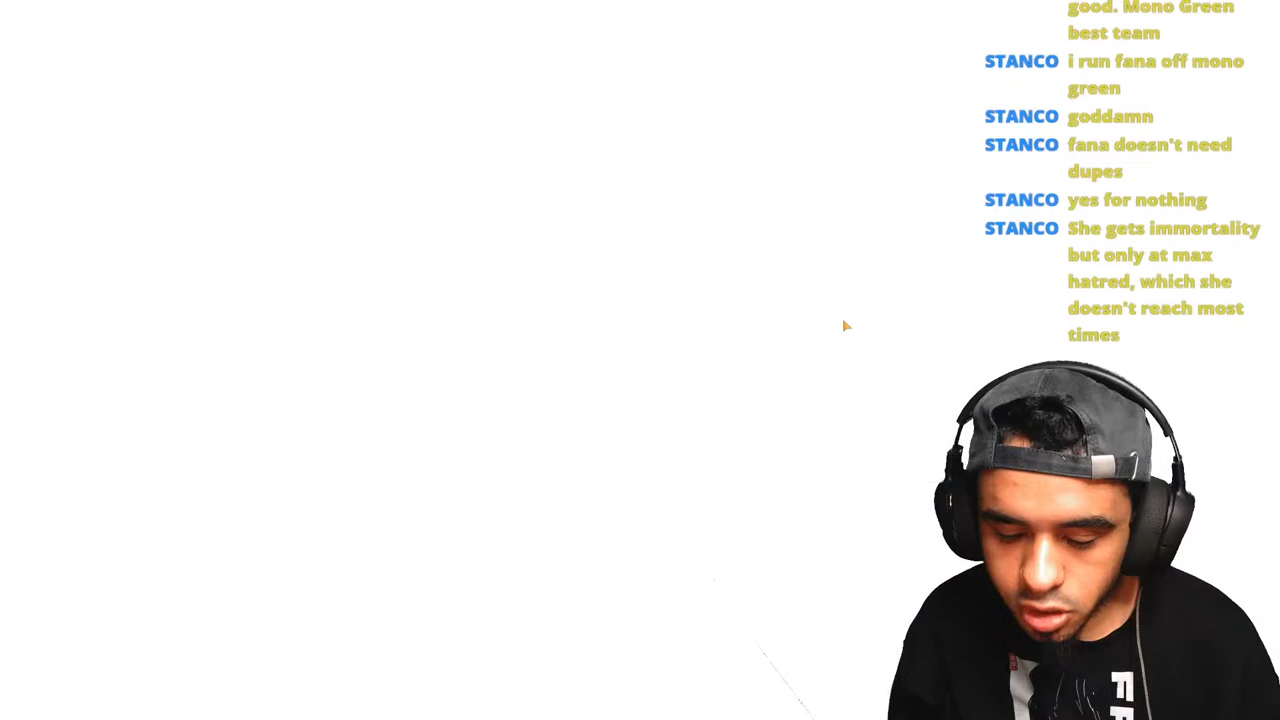 good. Mono Green
best team
STANCO i run fana off mono
green
STANCO goddamn
STANCO fana doesn't need
dupes
STANCO yes for nothing
STANCO She gets immortality
but only at max
hatred, which she
doesn't reach most
times